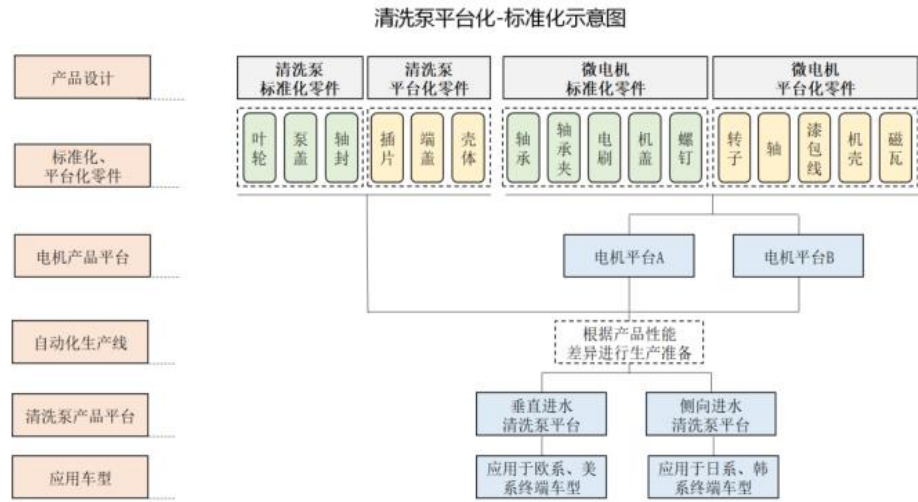 清洗泵平台化-标准化示意图
产品设计
清洗泵
标准化零件
清洗泵
平台化零件
微电机
标准化零件
微电机
平台化零件
标准化、
平台化零件
叶轮
泵盖
轴封
插片
端盖
壳体
轴承
轴承夹
电刷
机盖
螺钉
转子
轴
漆包线
机壳
磁瓦
电机产品平台
电机平台A
电机平台B
自动化生产线
根据产品性能
差异进行生产准备
清洗泵产品平台
垂直进水
清洗泵平台
侧向进水
清洗泵平台
应用车型
应用于欧系、美
系终端车型
应用于日系、韩
系终端车型